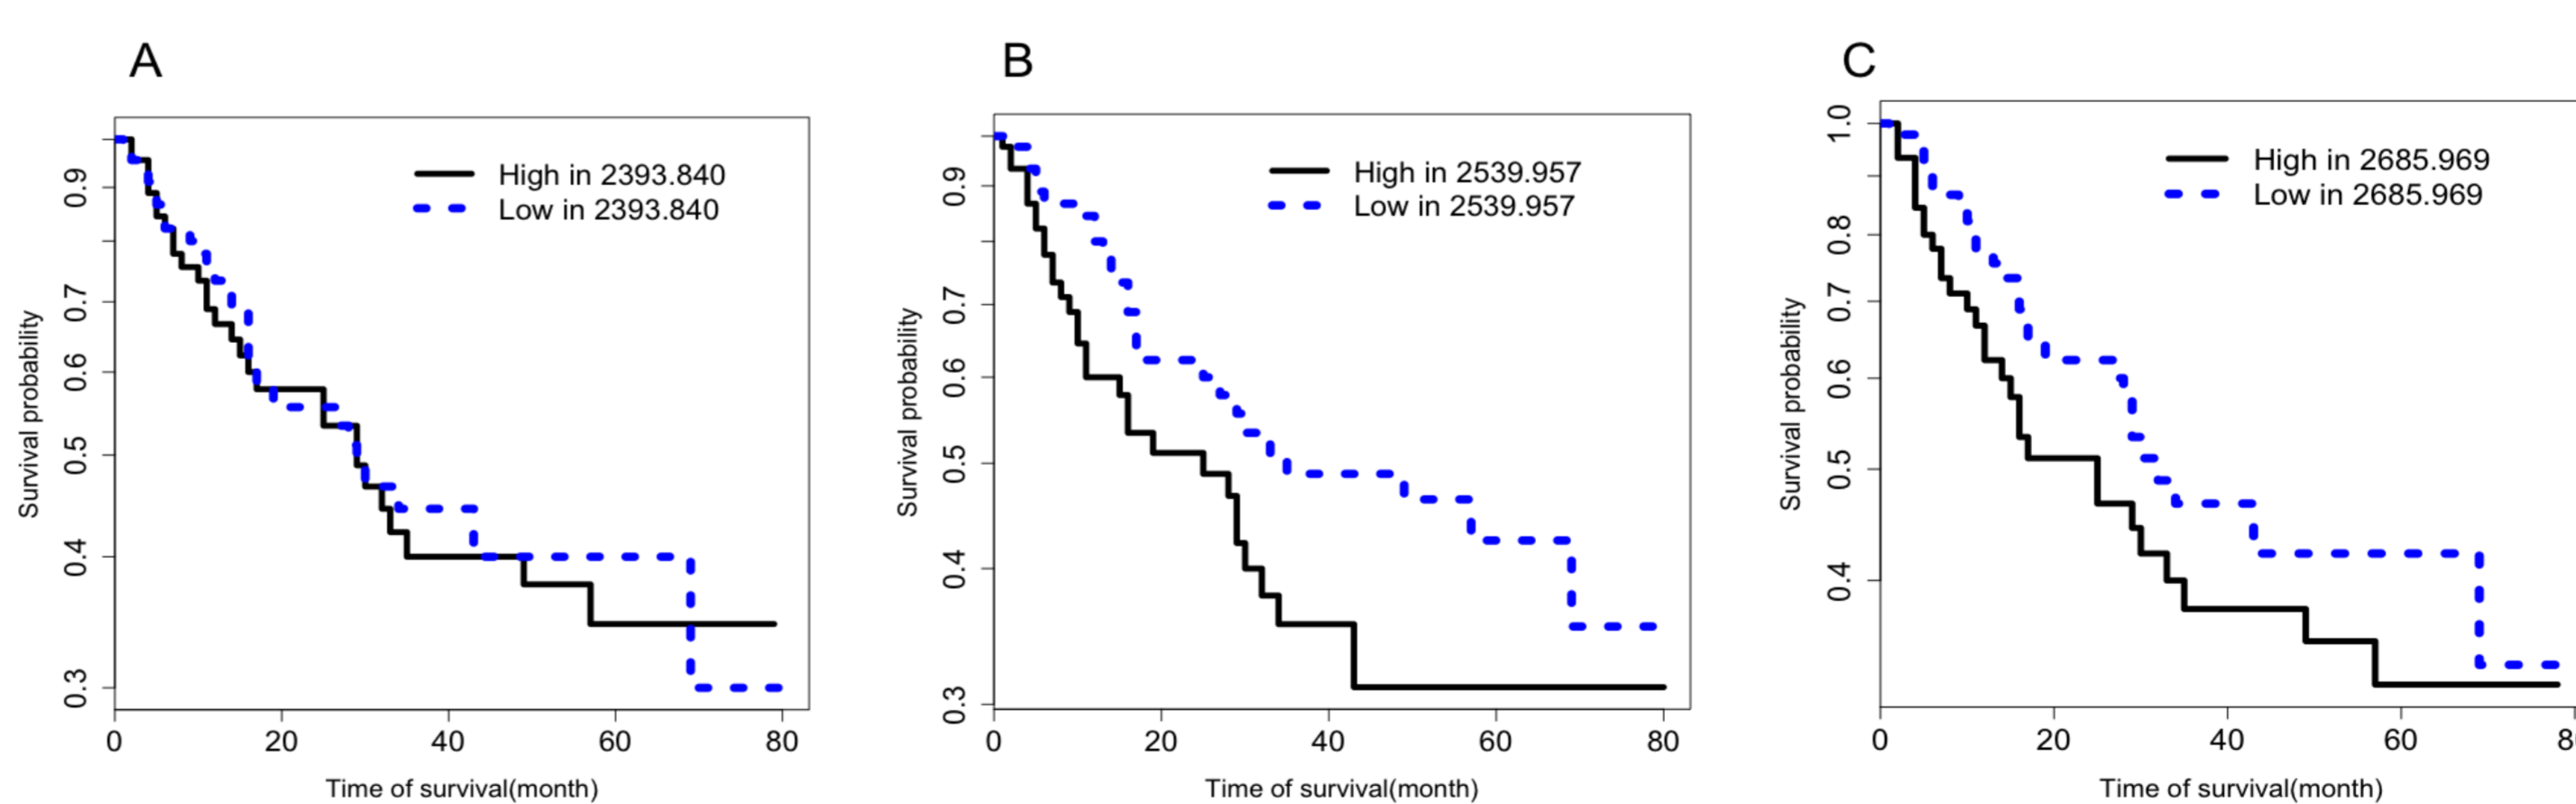 A
Survival probability
0.9
0.7
0.6
0.5
0.4
0.3
High in 2393.840
Low in 2393.840
0 20 40 60 80
Time of survival(month)
B
Survival probability
0.9
0.7
0.6
0.5
0.4
0.3
High in 2539.957
Low in 2539.957
0 20 40 60 80
Time of survival(month)
C
Survival probability
1.0
0.8
0.7
0.6
0.5
0.4
High in 2685.969
Low in 2685.969
0 20 40 60 8
Time of survival(month)